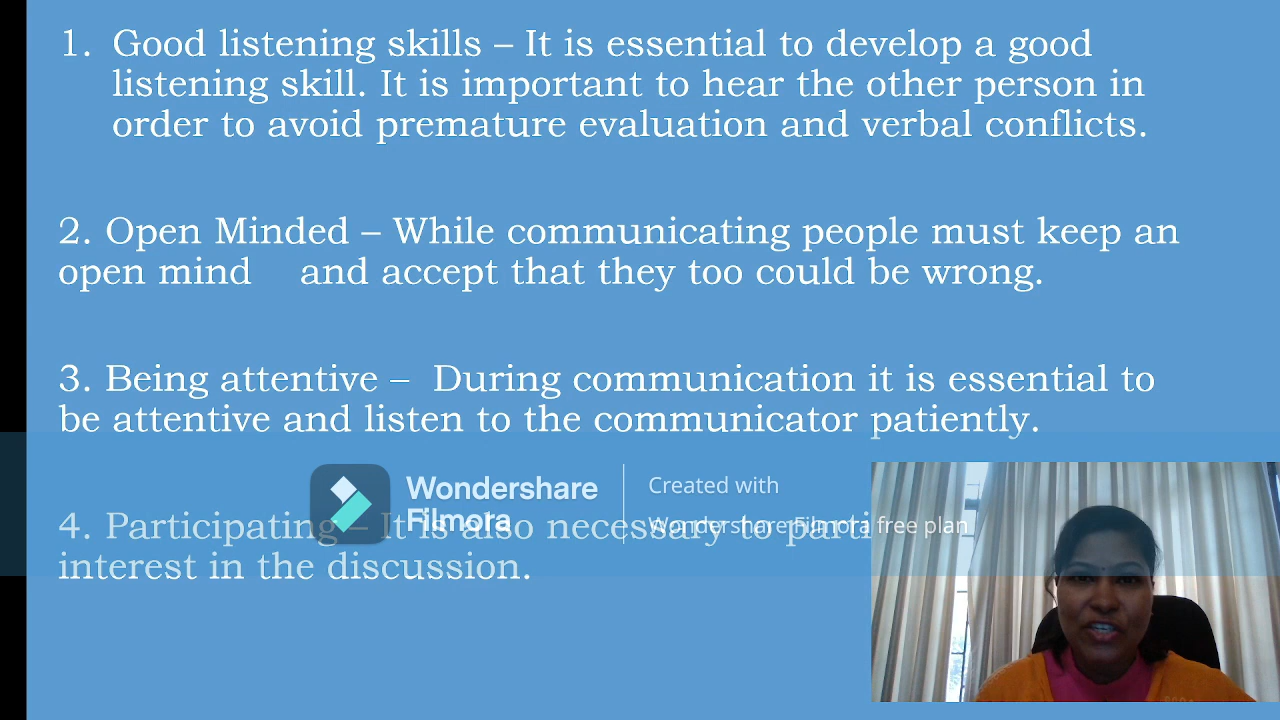 1. Good listening skills – It is essential to develop a good
listening skill. It is important to hear the other person in
order to avoid premature evaluation and verbal conflicts.
2. Open Minded – While communicating people must keep an
open mind and accept that they too could be wrong.
3. Being attentive – During communication it is essential to
be attentive and listen to the communicator patiently.
4. Participating – It is also necessary to parti
interest in the discussion.
Wondershare
Filmora
Created with
Wondershare Filmora free plan